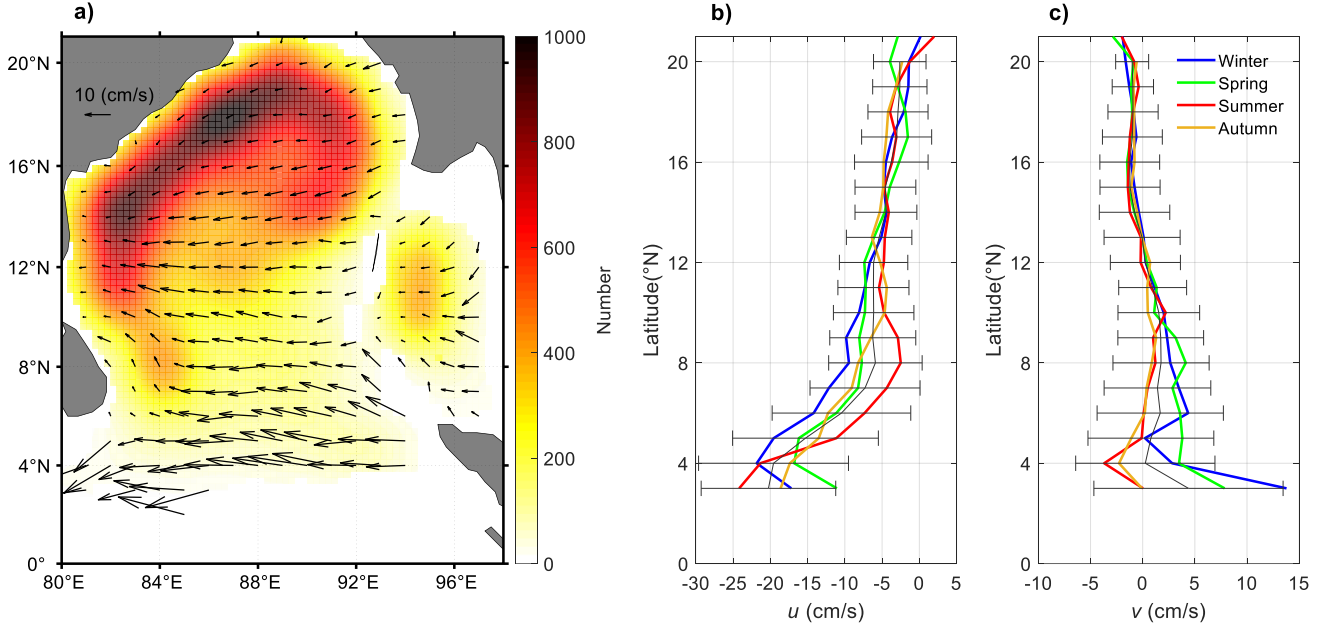 a)
20°N
16°N
12°N
8°N
4°N
0°
80°E 84°E 88°E 92°E 96°E
10 (cm/s)
1000
800
600
400
200
0
Number
b)
20
16
12
8
4
0
Latitude(°N)
-30 -25 -20 -15 -10 -5 0 5
u (cm/s)
c)
20
16
12
8
4
0
Latitude(°N)
-10 -5 0 5 10 15
v (cm/s)
Winter
Spring
Summer
Autumn